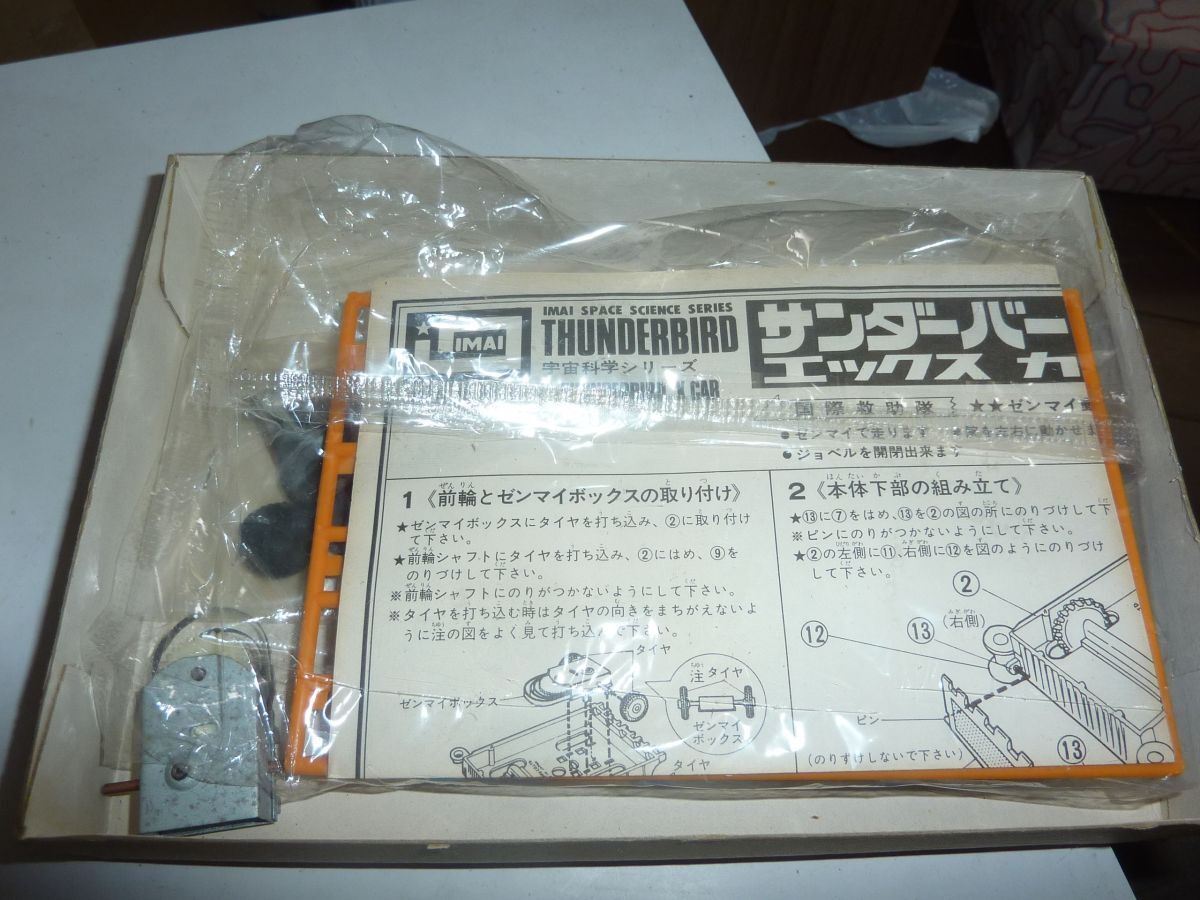 IMAI
IMAI SPACE SCIENCE SERIES
THUNDERBIRD
宇宙科学シリーズ
X CAR
サンダーバー
エックス カ
国際救助隊
★★ゼンマイ
●ゼンマイで走ります
を左右に動かせま
●ジョベルを開閉出来ます
1《前輪とゼンマイボックスの取り付け》
★ゼンマイボックスにタイヤを打ち込み、②に取り付け
て下さい。
★前輪シャフトにタイヤを打ち込み、②にはめ、⑨を
のりづけして下さい。
※前輪シャフトにのりがつかないようにして下さい。
※タイヤを打ち込む時はタイヤの向きをまちがえないよ
うに注の図をよく見て打ち込んで下さい。
タイヤ
ゼンマイボックス
注 タイヤ
ゼンマイ
ボックス
タイヤ
2《本体下部の組み立て》
★⑬に⑦をはめ、⑬を②の図の所にのりづけして下
※ピンにのりがつかないようにして下さい。
★②の左側に⑪、右側に⑫を図のようにのりづけ
して下さい。
②
⑫
⑬
(右側)
ピン
⑬
(のりずけしないで下さい)